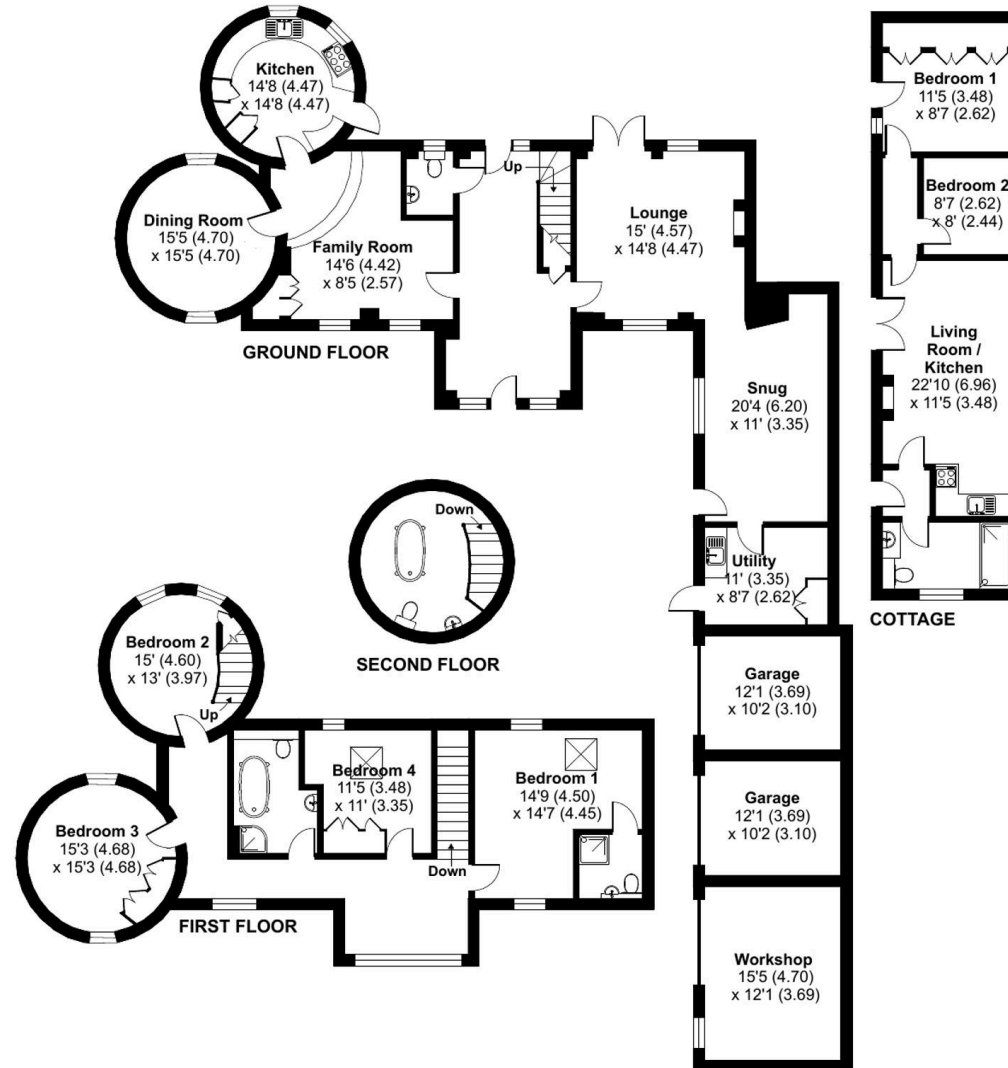 Kitchen
14'8 (4.47)
x 14'8 (4.47)
Dining Room
15'5 (4.70)
x 15'5 (4.70)
Family Room
14'6 (4.42)
x 8'5 (2.57)
Up
Lounge
15' (4.57)
x 14'8 (4.47)
GROUND FLOOR
Snug
20'4 (6.20)
x 11' (3.35)
Utility
11' (3.35)
x 8'7 (2.62)
Garage
12'1 (3.69)
x 10'2 (3.10)
Garage
12'1 (3.69)
x 10'2 (3.10)
Workshop
15'5 (4.70)
x 12'1 (3.69)
Bedroom 1
11'5 (3.48)
x 8'7 (2.62)
Bedroom 2
8'7 (2.62)
x 8' (2.44)
Living
Room /
Kitchen
22'10 (6.96)
x 11'5 (3.48)
COTTAGE
Down
SECOND FLOOR
Bedroom 2
15' (4.60)
x 13' (3.97)
Up
Bedroom 3
15'3 (4.68)
x 15'3 (4.68)
Bedroom 4
11'5 (3.48)
x 11' (3.35)
Down
Bedroom 1
14'9 (4.50)
x 14'7 (4.45)
FIRST FLOOR